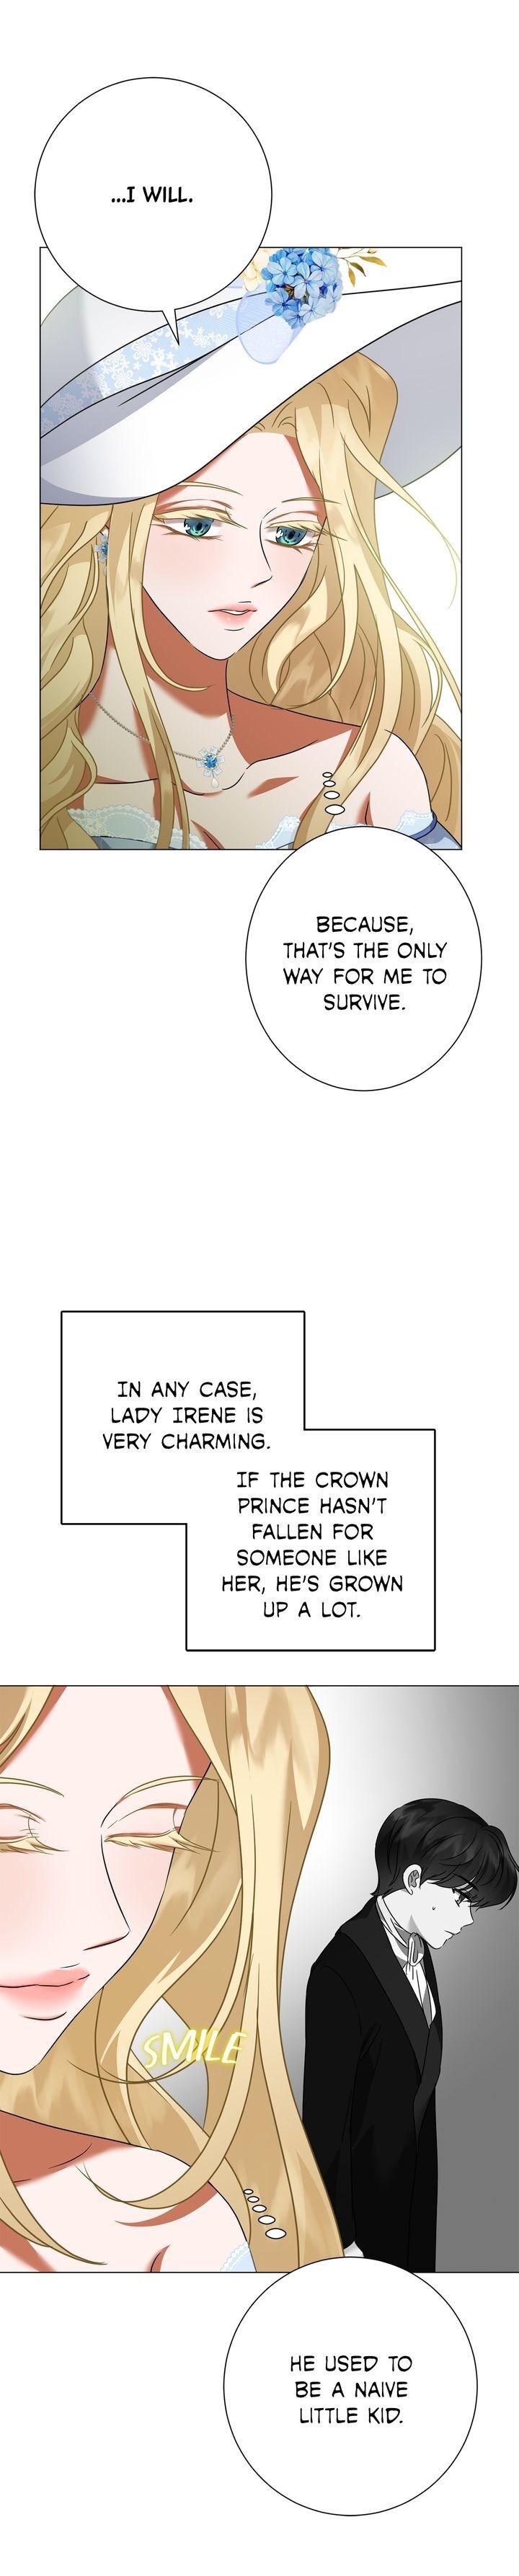 ...I WILL.
BECAUSE,
THAT'S THE ONLY
WAY FOR ME TO
SURVIVE.
IN ANY CASE,
LADY IRENE IS
VERY CHARMING.
IF THE CROWN
PRINCE HASN'T
FALLEN FOR
SOMEONE LIKE
HER, HE'S GROWN
UP A LOT.
SMILE
HE USED TO
BE A NAIVE
LITTLE KID.